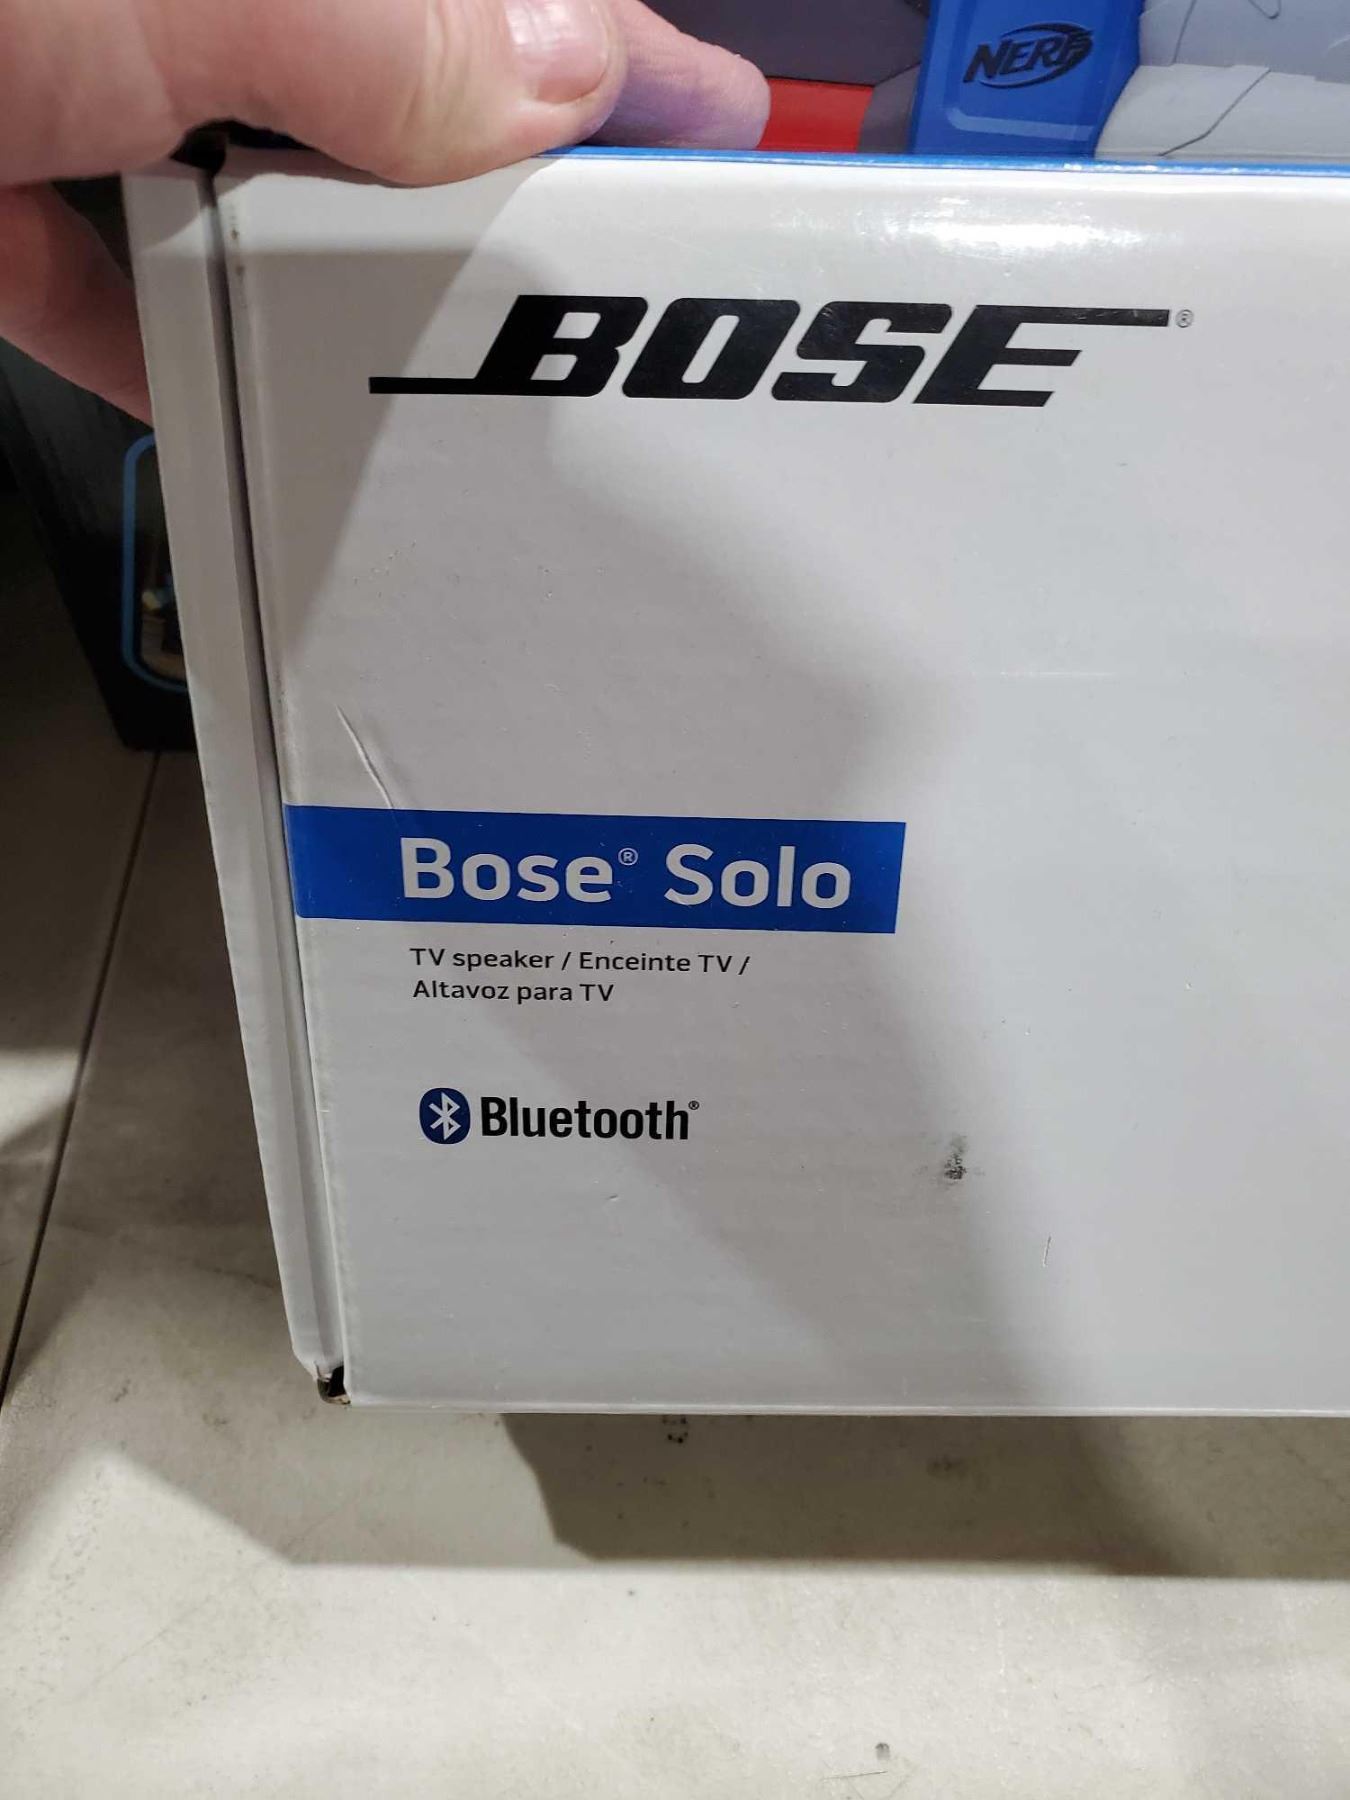 NERF
BOSE®
Bose® Solo
TV speaker / Enceinte TV /
Altavoz para TV
Bluetooth®